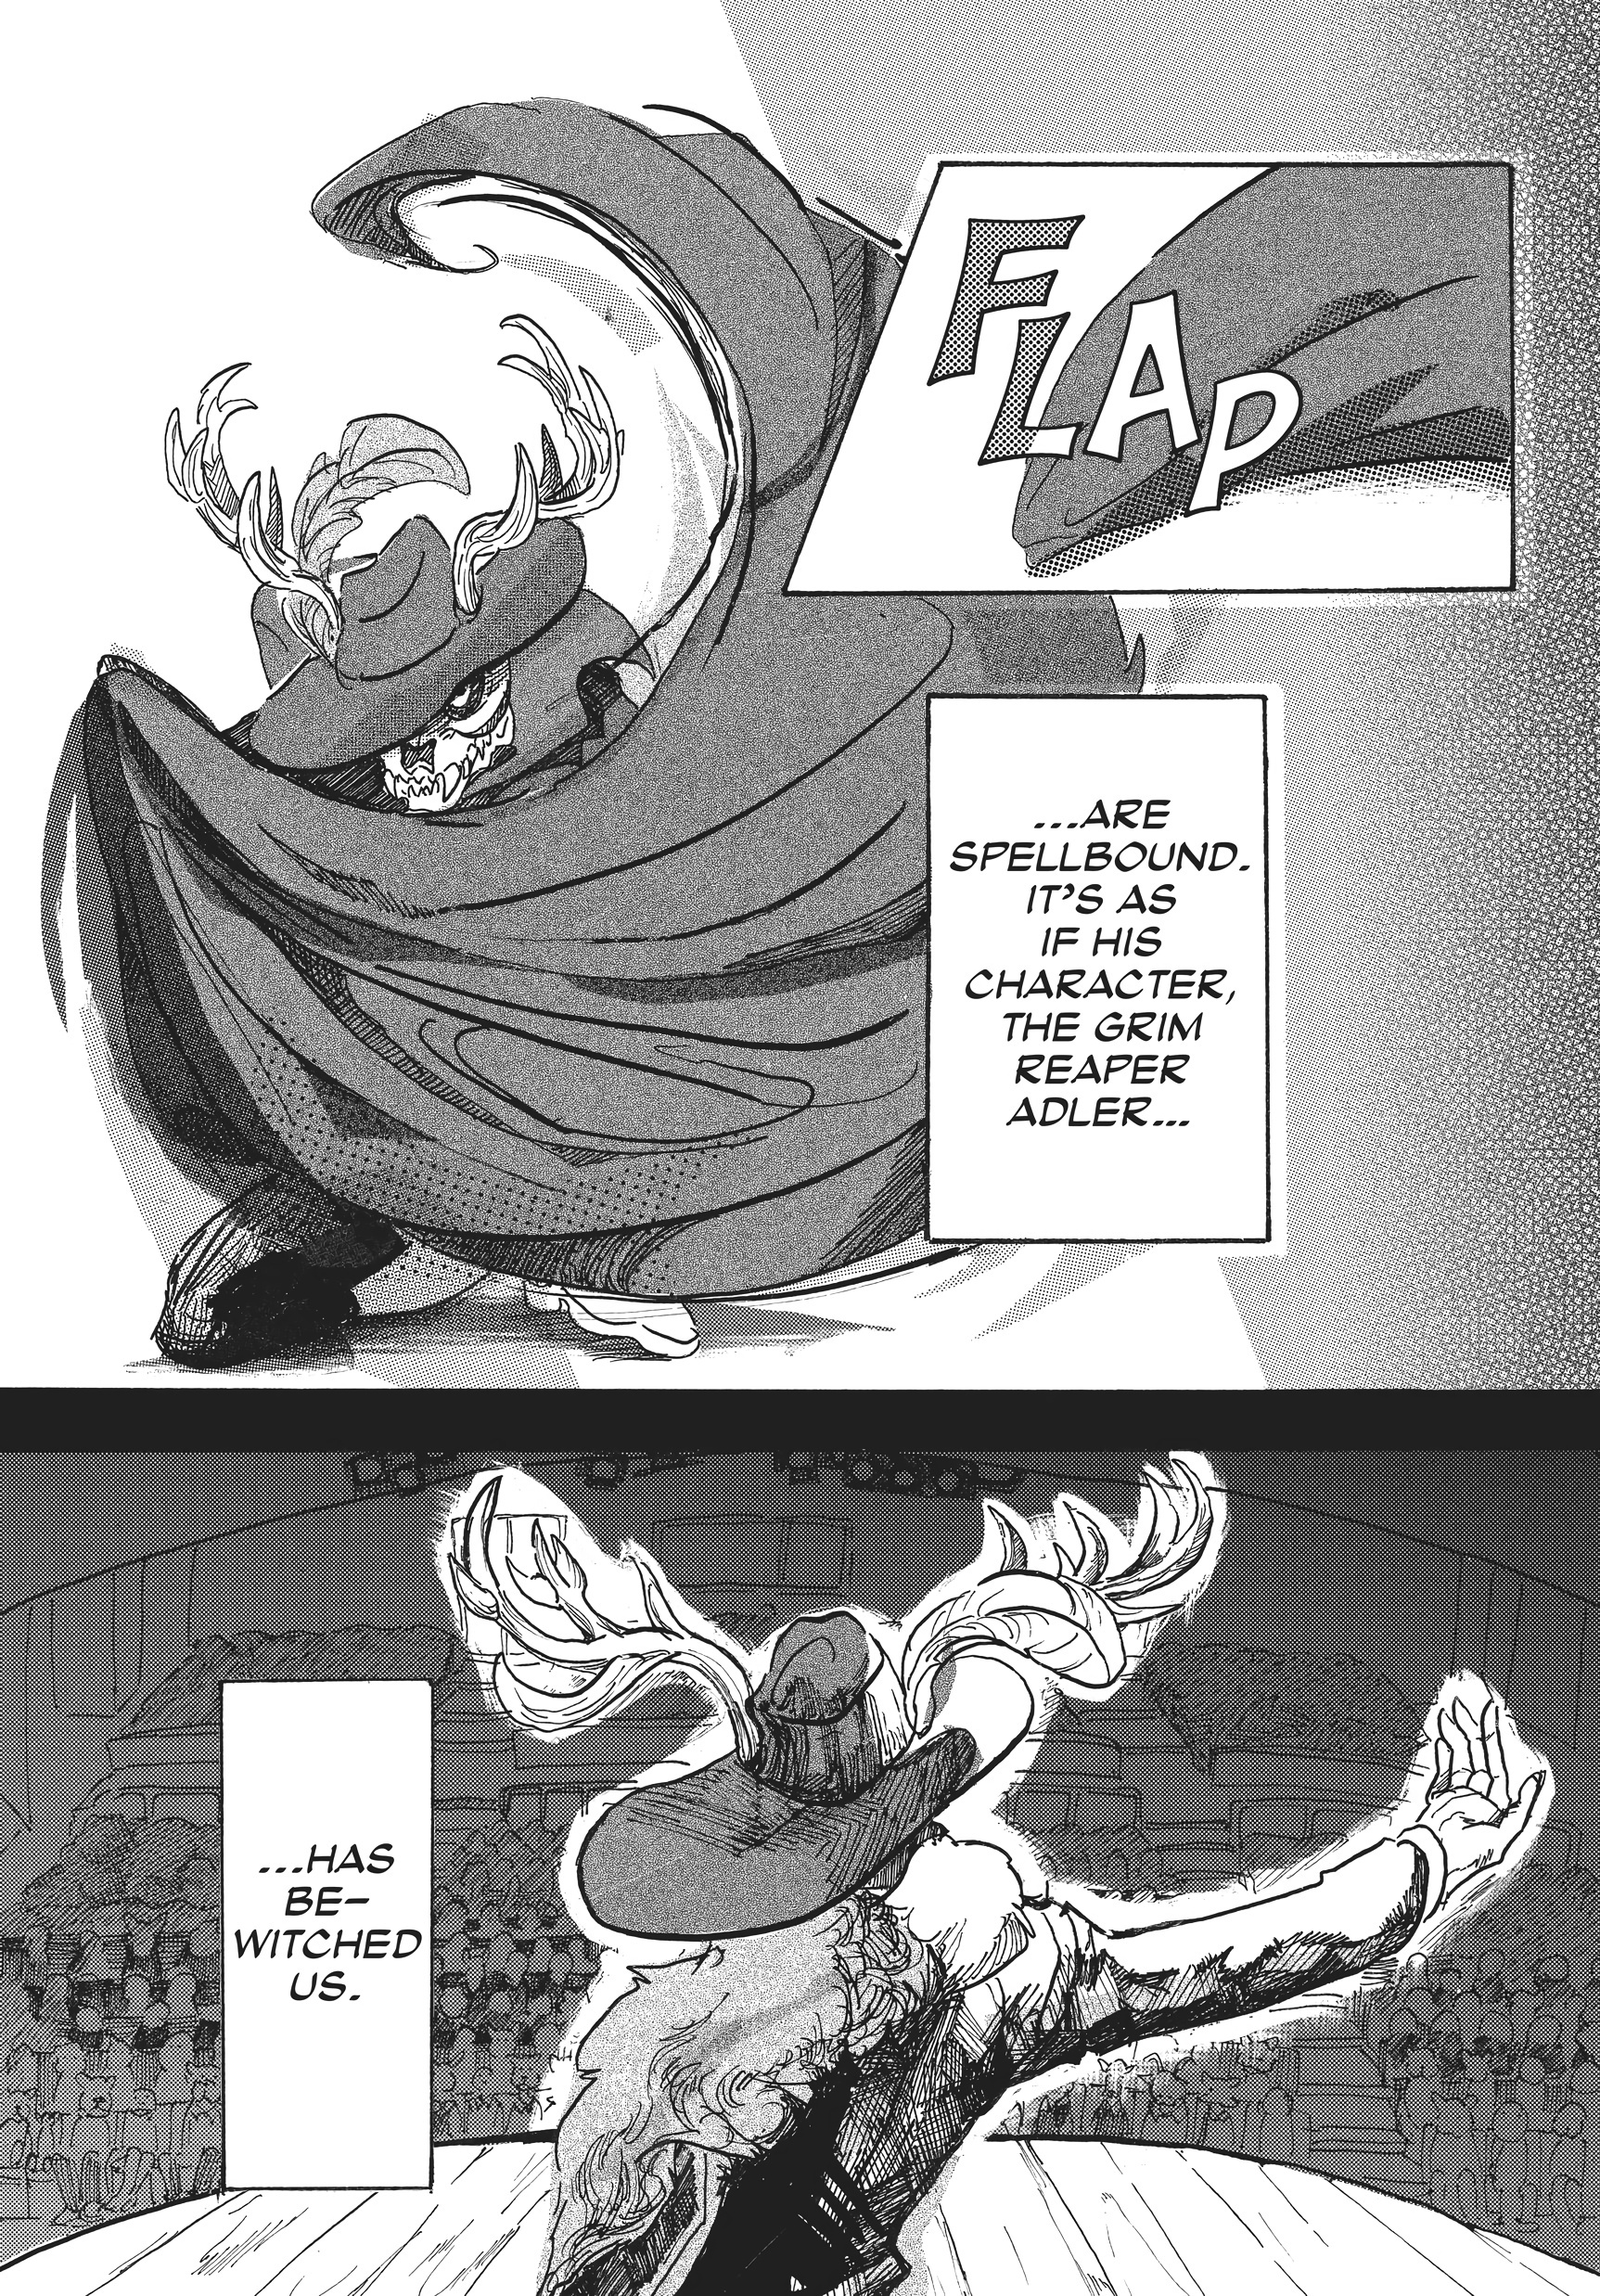 FLAP
...ARE
SPELLBOUND.
IT'S AS
IF HIS
CHARACTER,
THE GRIM
REAPER
ADLER...
...HAS
BE-
WITCHED
US.